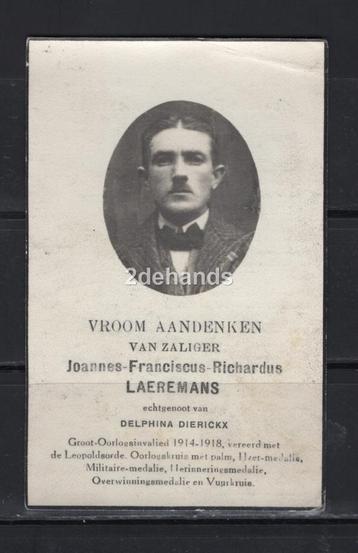 2dehands
VROOM AANDENKEN
VAN ZALIGER
Joannes-Franciscus-Richardus
LAEREMANS
echtgenoot van
DELPHINA DIERICKX
Groot-Oorlogsinvalied 1914-1918, vereerd met
de Leopoldsorde. Oorlogskruis met palm, IJzer-medalie,
Militaire-medalie, Herinneringsmedalie,
Overwinningsmedalie en Vuurkruis.